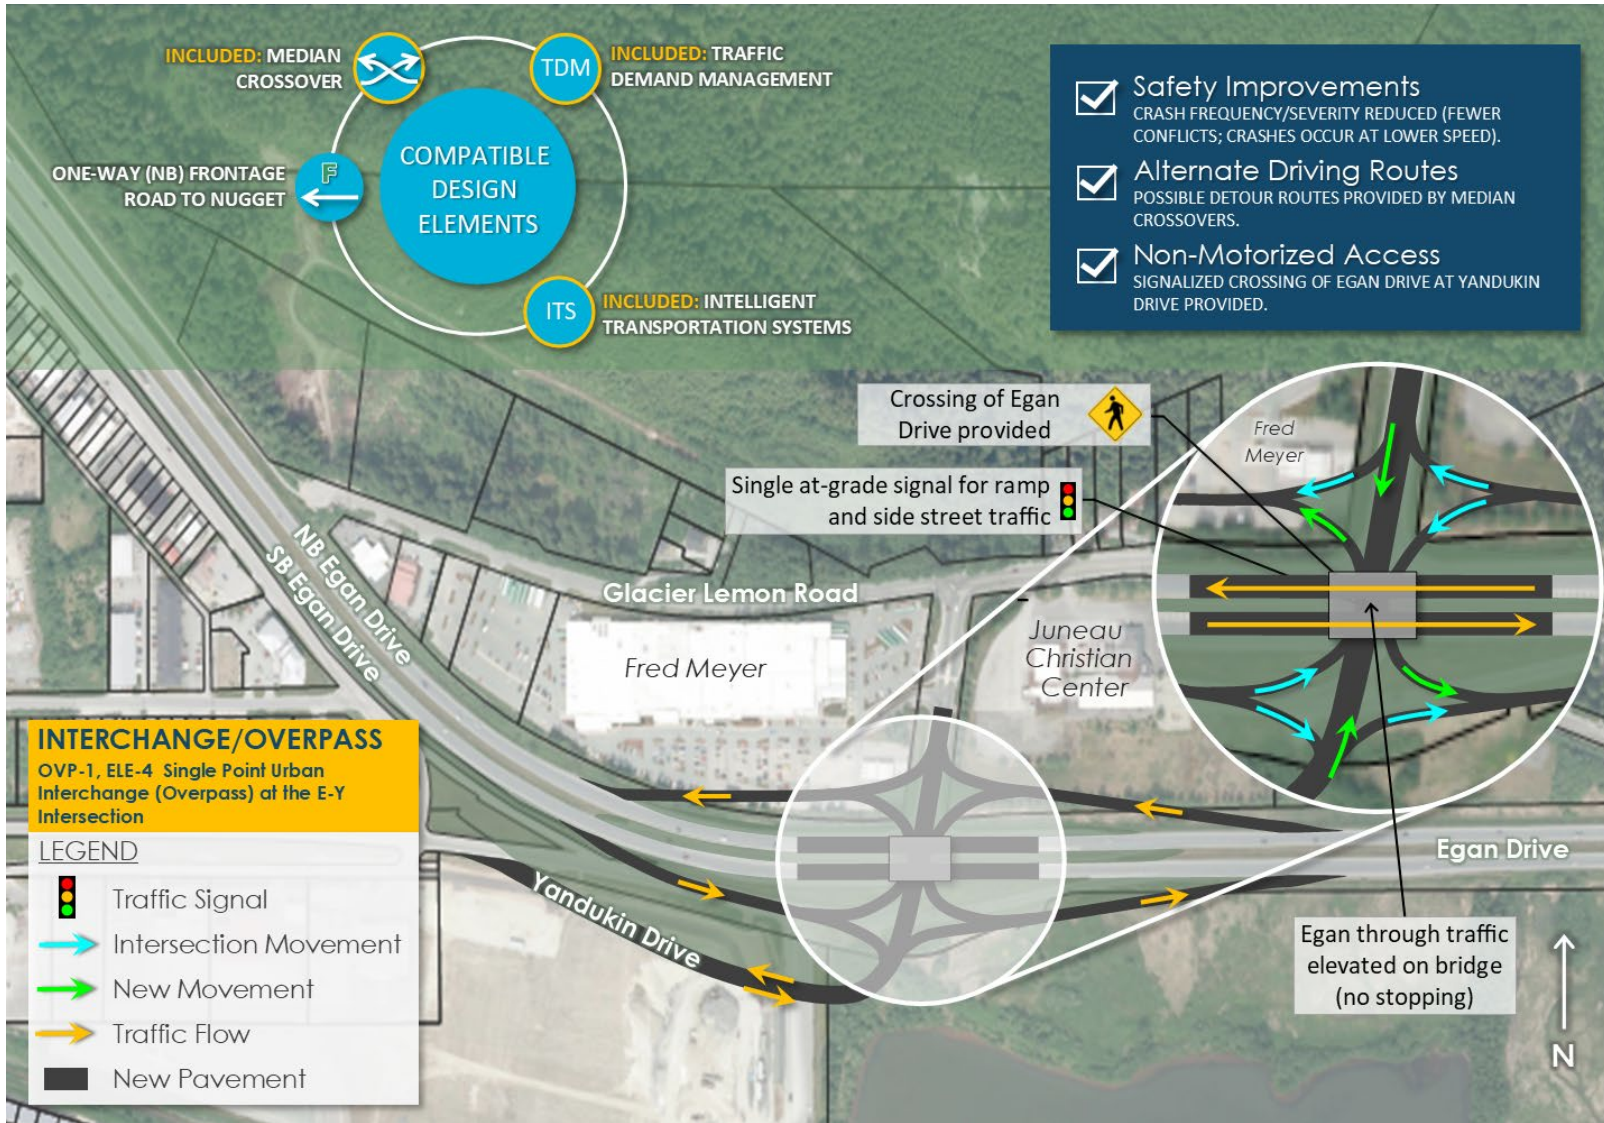 INCLUDED: MEDIAN
CROSSOVER
TDM
INCLUDED: TRAFFIC
DEMAND MANAGEMENT
ONE-WAY (NB) FRONTAGE
ROAD TO NUGGET
F
COMPATIBLE
DESIGN
ELEMENTS
ITS
INCLUDED: INTELLIGENT
TRANSPORTATION SYSTEMS
Safety Improvements
CRASH FREQUENCY/SEVERITY REDUCED (FEWER
CONFLICTS; CRASHES OCCUR AT LOWER SPEED).
Alternate Driving Routes
POSSIBLE DETOUR ROUTES PROVIDED BY MEDIAN
CROSSOVERS.
Non-Motorized Access
SIGNALIZED CROSSING OF EGAN DRIVE AT YANDUKIN
DRIVE PROVIDED.
Crossing of Egan
Drive provided
Single at-grade signal for ramp
and side street traffic
Fred
Meyer
NB Egan Drive
SB Egan Drive
Glacier Lemon Road
Fred Meyer
Juneau
Christian
Center
Egan Drive
Yandukin Drive
Egan through traffic
elevated on bridge
(no stopping)
N
INTERCHANGE/OVERPASS
OVP-1, ELE-4 Single Point Urban
Interchange (Overpass) at the E-Y
Intersection
LEGEND
Traffic Signal
Intersection Movement
New Movement
Traffic Flow
New Pavement